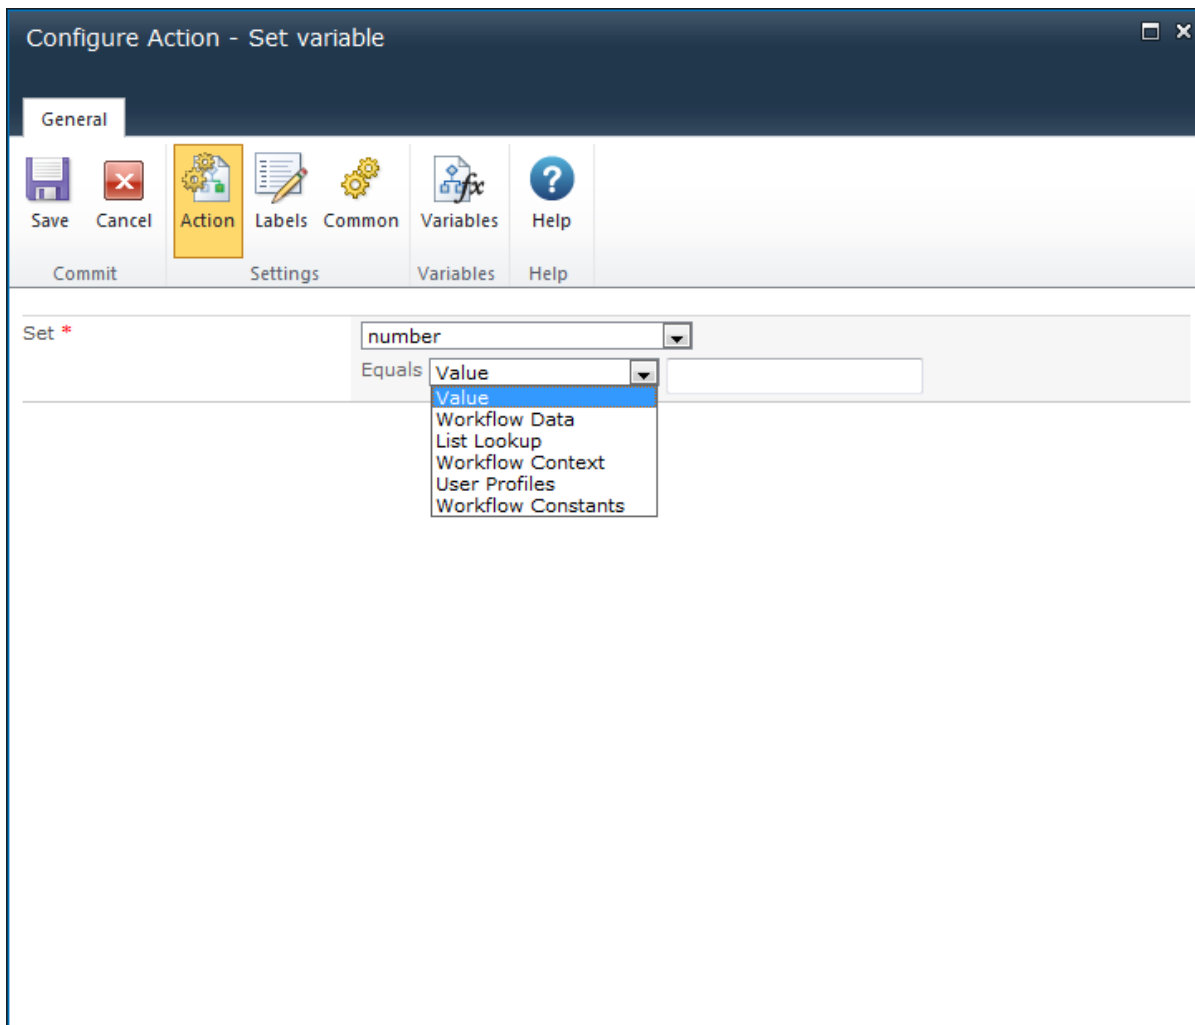 Configure Action - Set variable
General
Save Cancel Action Labels Common Variables Help
Commit Settings Variables Help
Set * number
Equals Value
Value
Workflow Data
List Lookup
Workflow Context
User Profiles
Workflow Constants